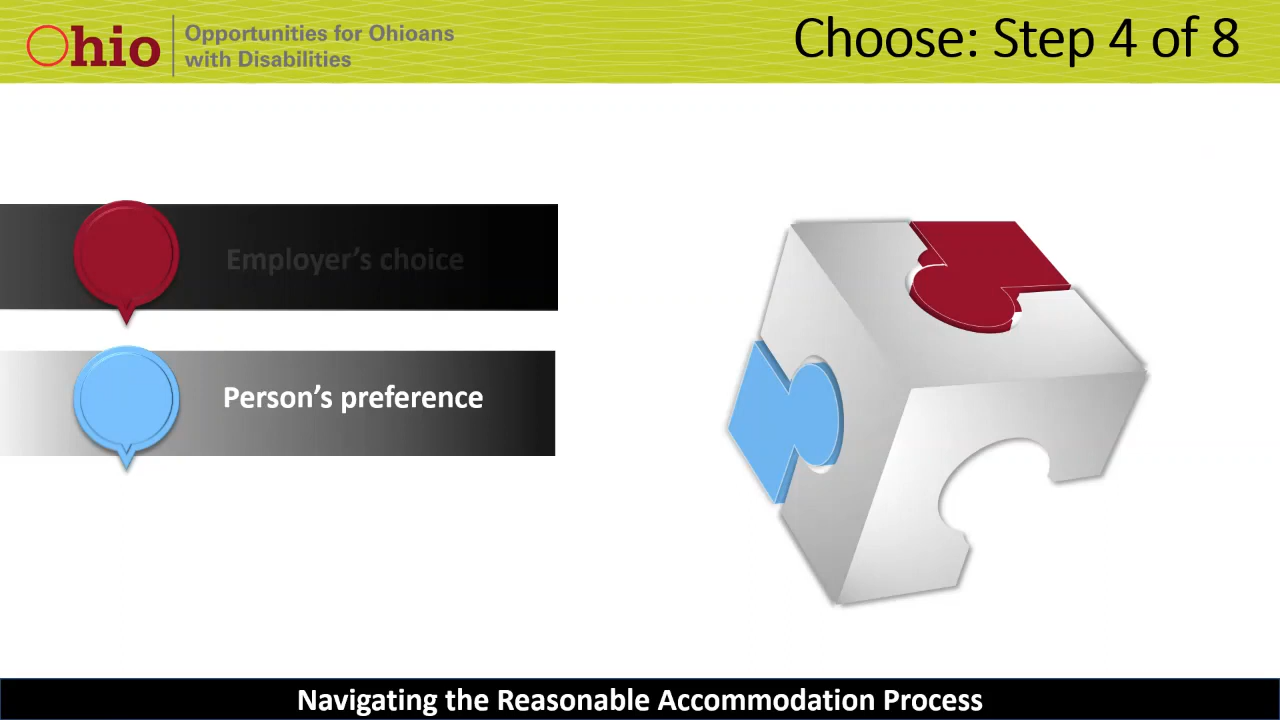 Ohio
Opportunities for Ohioans
with Disabilities
Choose: Step 4 of 8
Employer’s choice
Person’s preference
Navigating the Reasonable Accommodation Process